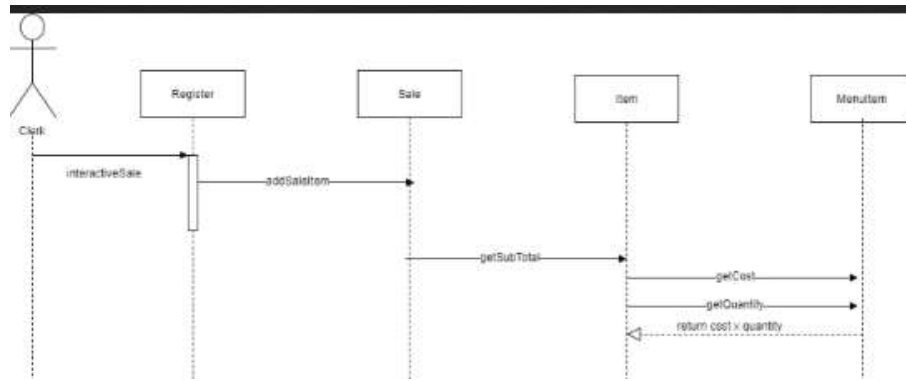 Register
Sale
Item
MenuItem
Clerk
interactiveSale
addSaleItem
getSubTotal
getCost
getQuantity
return cost x quantity